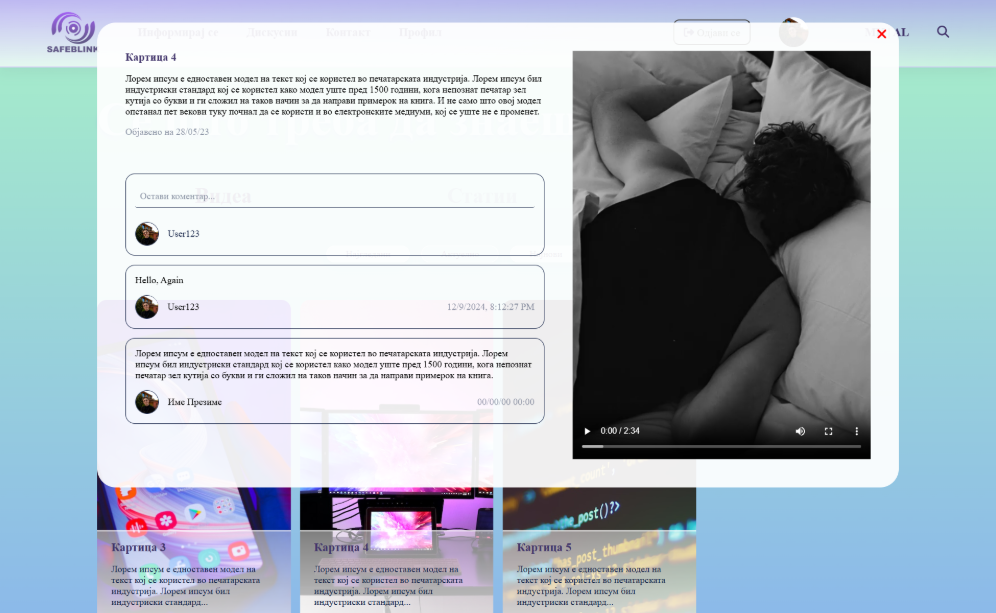 SAFEBLINK
Информирај се
Дискусии
Контакт
Профил
Картица 4
Лорем ипсум е едноставен модел на текст кој се користел во печатарската индустрија. Лорем ипсум бил
индустриски стандард кој се користел како модел уште пред 1500 години, кога непознат печатар зел
кутија со букви и ги сложил на таков начин за да направи примерок на книга. И не само што овој модел
опстанал пет векови туку почнал да се користи и во електронските медиуми, кој се уште не е променет.
Објавено на 28/05/23
Видеа
Статии
Остави коментар...
User123
Hello, Again
User123
12/9/2024, 8:12:27 PM
Лорем ипсум е едноставен модел на текст кој се користел во печатарската индустрија. Лорем
ипсум бил индустриски стандард кој се користел како модел уште пред 1500 години, кога непознат
печатар зел кутија со букви и ги сложил на таков начин за да направи примерок на книга.
Име Презиме
00/00/00 00:00
0:00 / 2:34
the_post()?>
Картица 3
Лорем ипсум е едноставен модел на
текст кој се користел во печатарската
индустрија. Лорем ипсум бил
индустриски стандард...
Картица 4
Лорем ипсум е едноставен модел на
текст кој се користел во печатарската
индустрија. Лорем ипсум бил
индустриски стандард...
Картица 5
Лорем ипсум е едноставен модел на
текст кој се користел во печатарската
индустрија. Лорем ипсум бил
индустриски стандард...